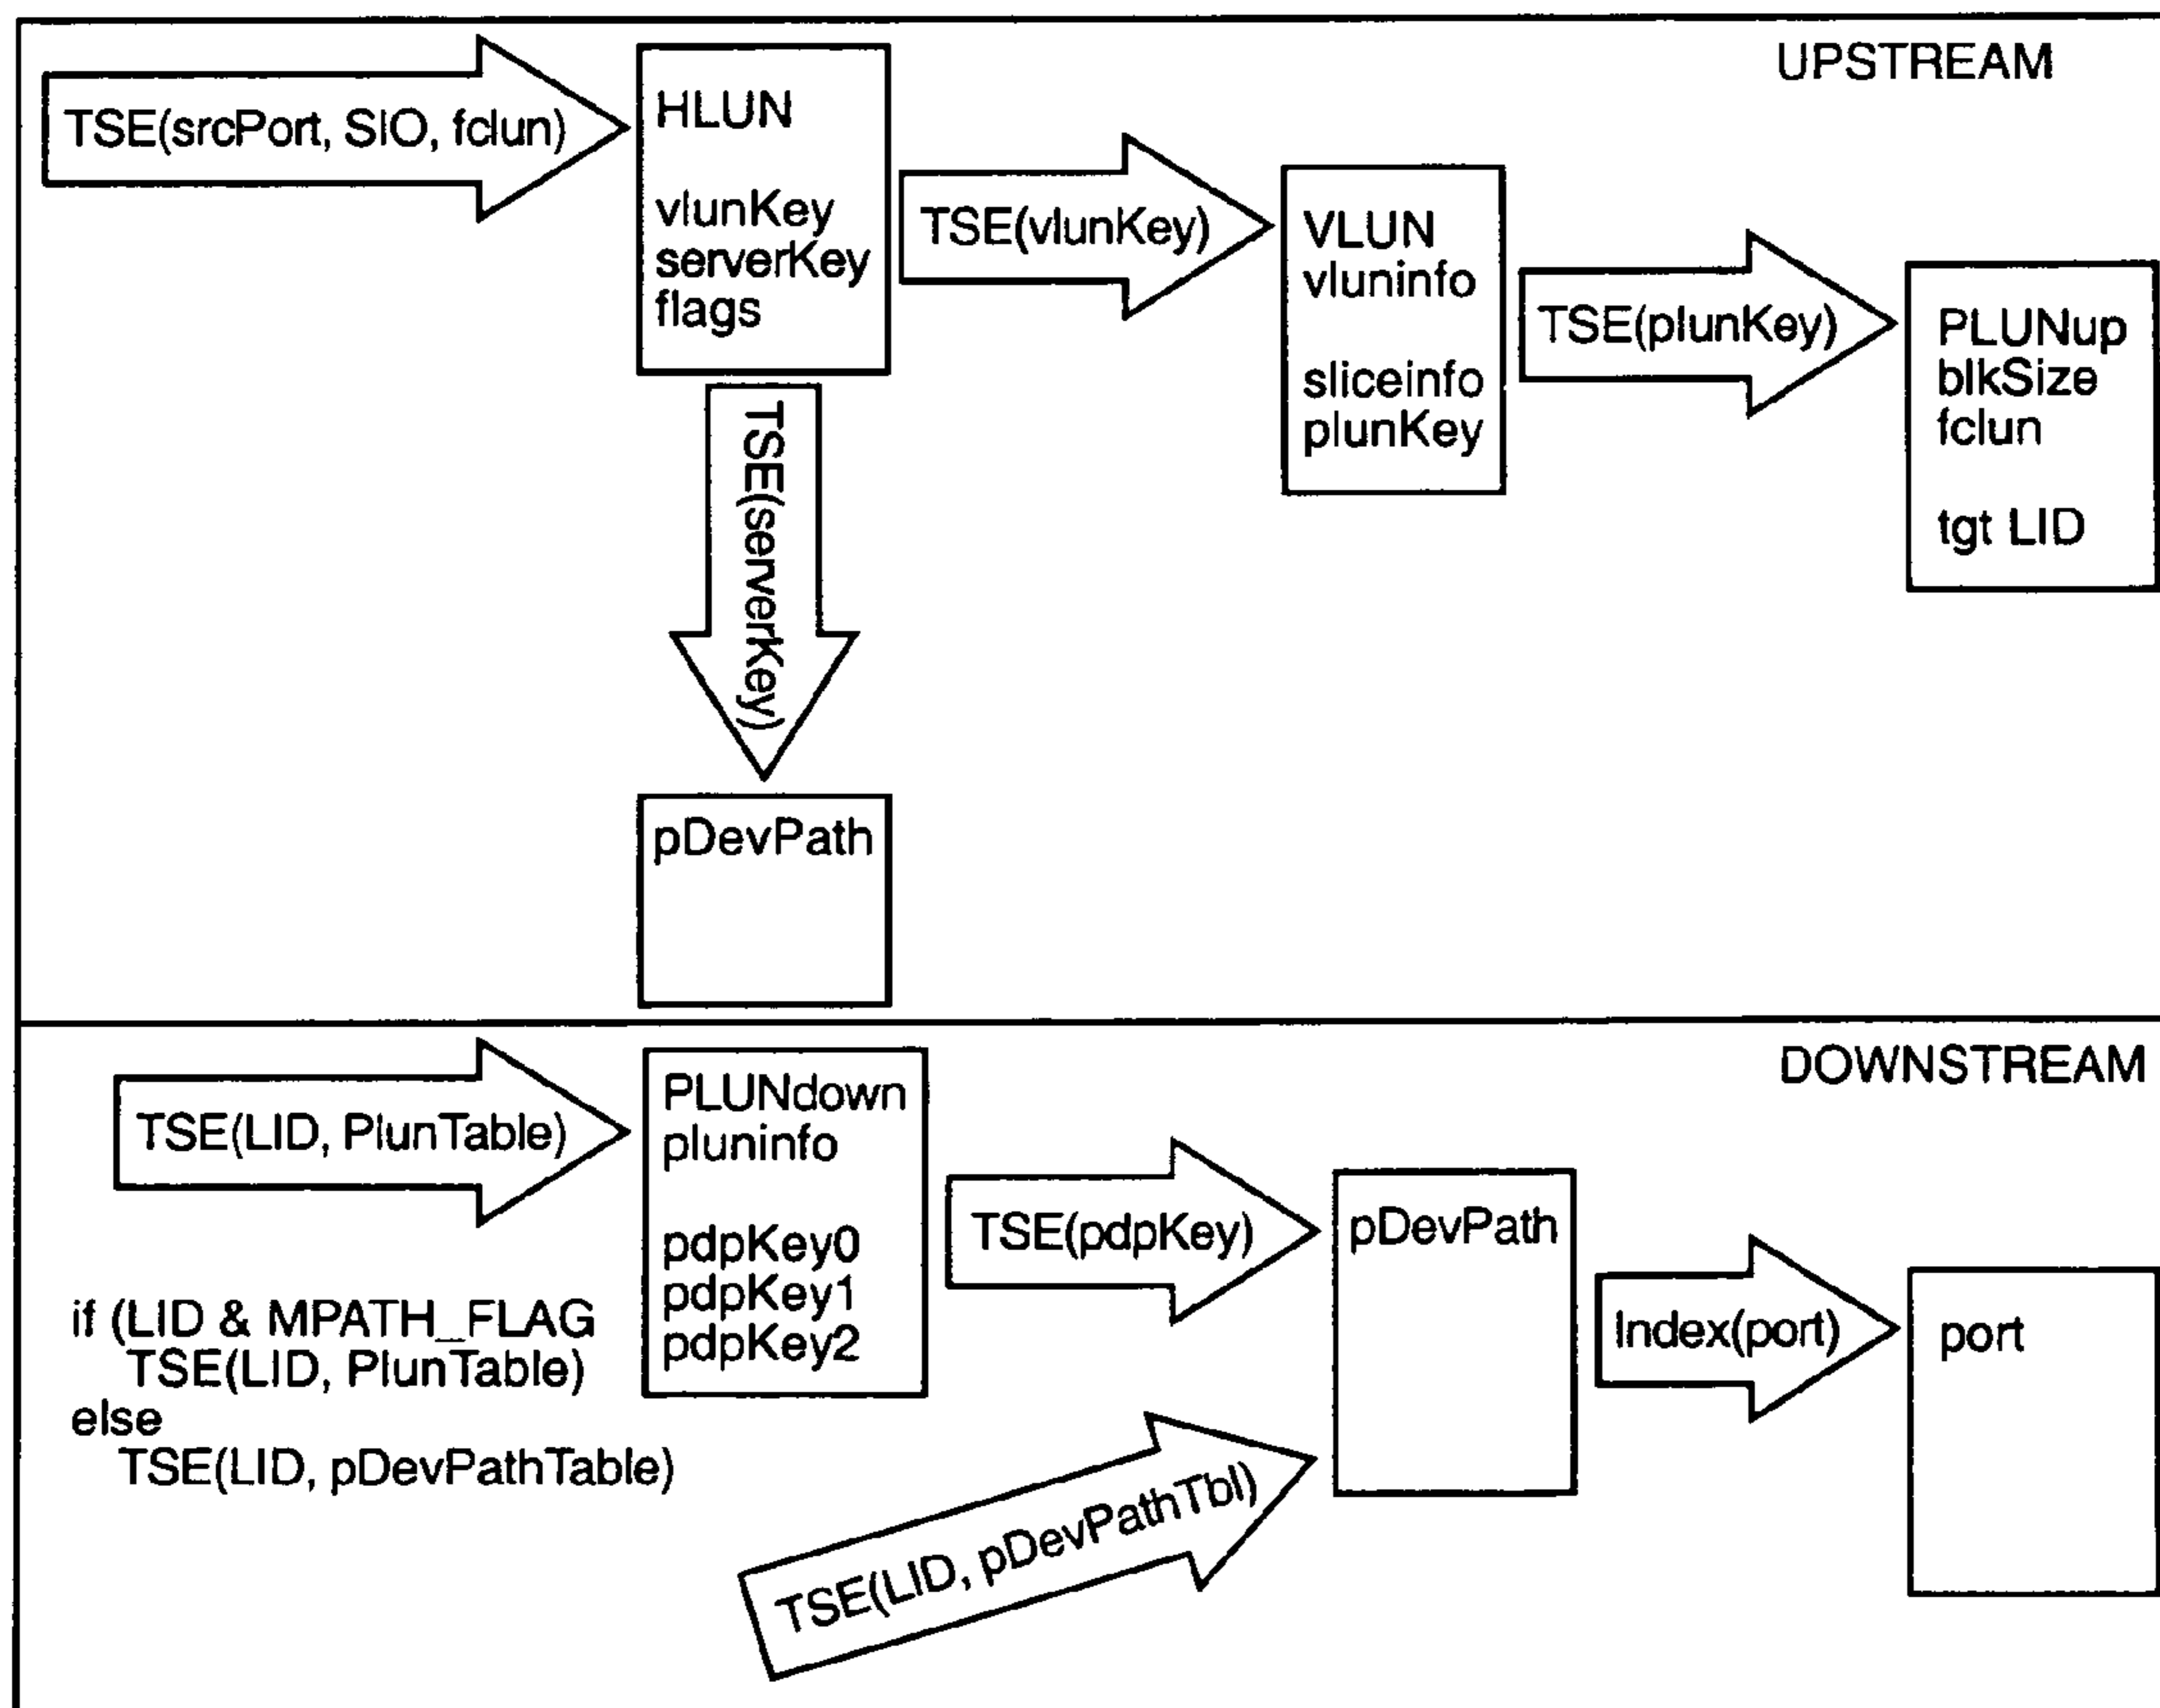 UPSTREAM
TSE(srcPort, SIO, fclun)
HLUN
vlunKey
serverKey
flags
TSE(vlunKey)
VLUN
vluninfo
sliceinfo
plunKey
TSE(plunKey)
PLUNup
blkSize
fclun
tgt LID
TSE(serverKey)
pDevPath
DOWNSTREAM
TSE(LID, PlunTable)
PLUNdown
pluninfo
pdpKey0
pdpKey1
pdpKey2
TSE(pdpKey)
pDevPath
Index(port)
port
if (LID & MPATH_FLAG
TSE(LID, PlunTable)
else
TSE(LID, pDevPathTable)
TSE(LID, pDevPathTbl)